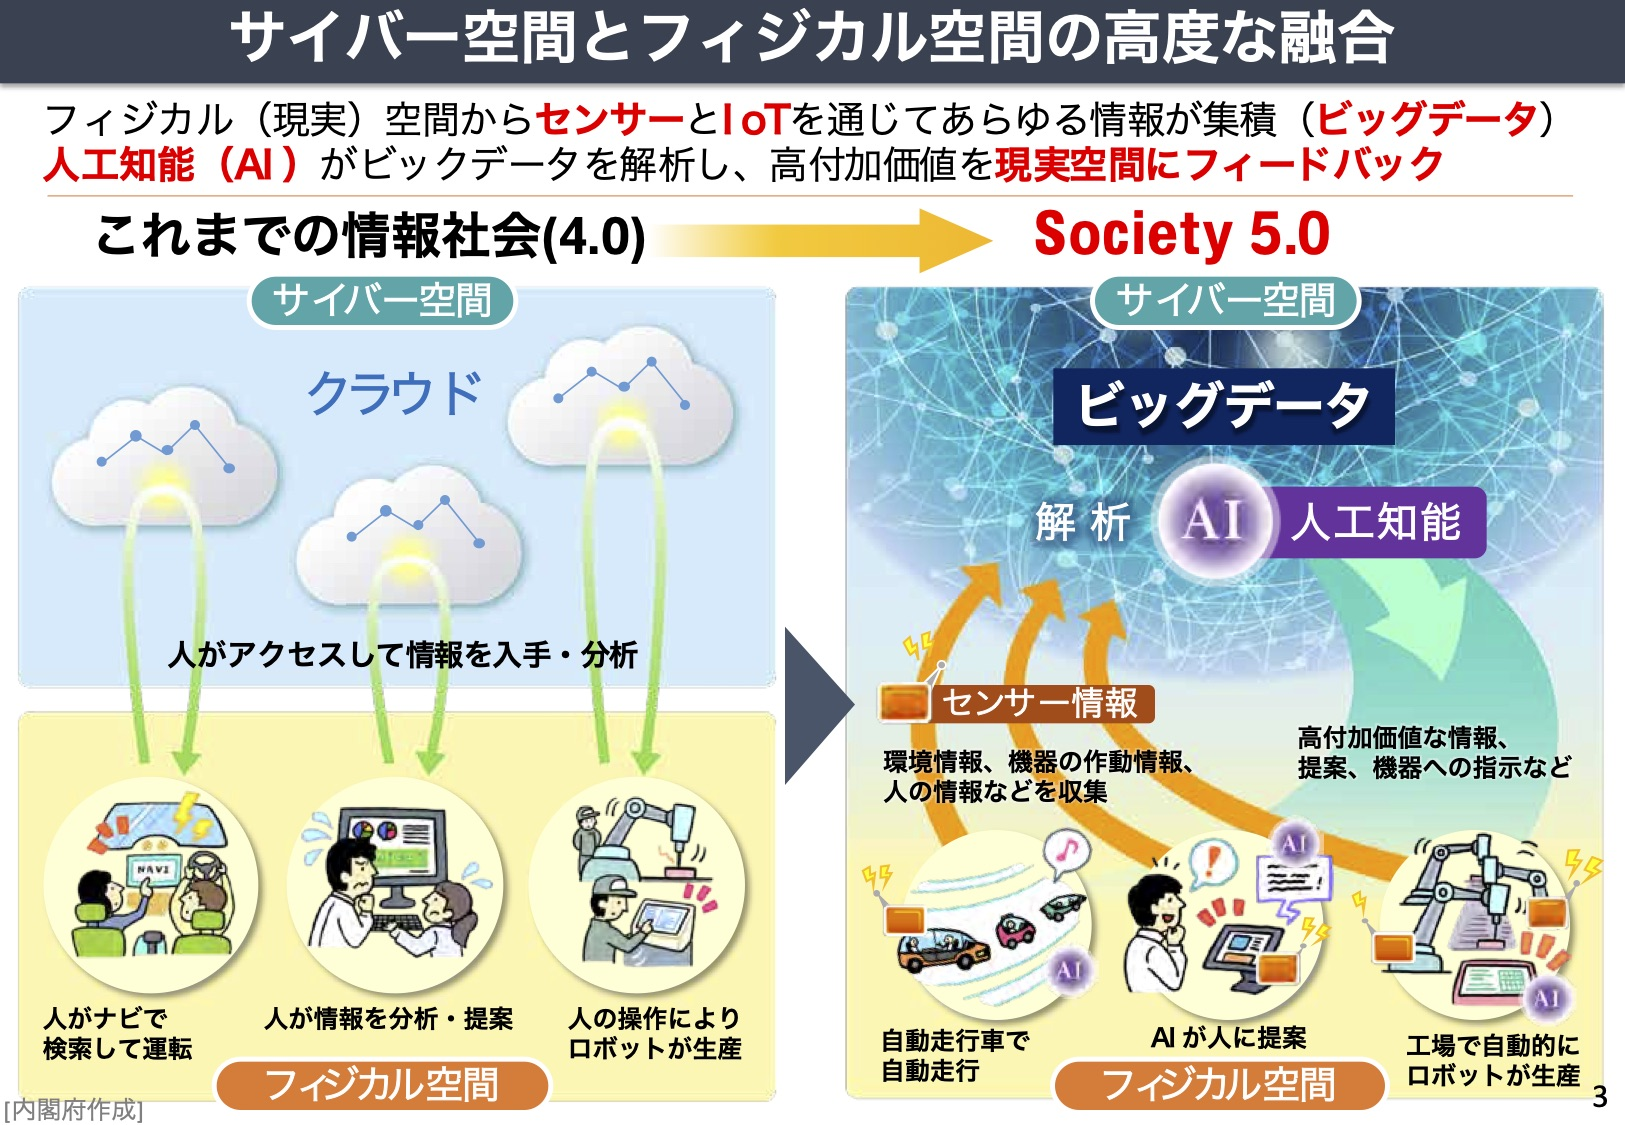 サイバー空間とフィジカル空間の高度な融合
フィジカル（現実）空間からセンサーとIoTを通じてあらゆる情報が集積（ビッグデータ）
人工知能（AI）がビックデータを解析し、高付加価値を現実空間にフィードバック
これまでの情報社会(4.0)
Society 5.0
サイバー空間
クラウド
人がアクセスして情報を入手・分析
NAVI
人がナビで
検索して運転
人が情報を分析・提案
人の操作により
ロボットが生産
フィジカル空間
サイバー空間
ビッグデータ
解析 AI 人工知能
センサー情報
環境情報、機器の作動情報、
人の情報などを収集
高付加価値な情報、
提案、機器への指示など
AI
AI
AI
自動走行車で
自動走行
AIが人に提案
工場で自動的に
ロボットが生産
フィジカル空間
3
[内閣府作成]